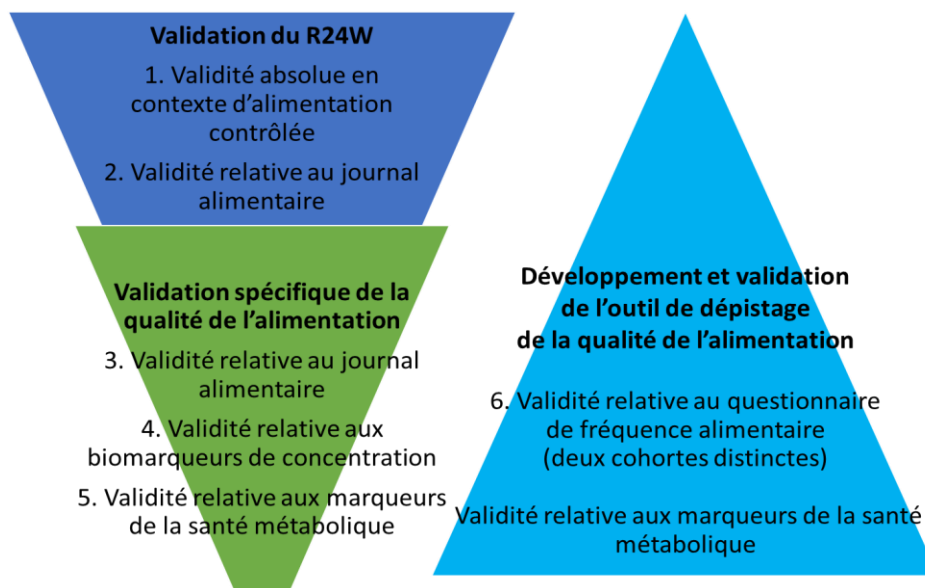 Validation du R24W
1. Validité absolue en
contexte d'alimentation
contrôlée
2. Validité relative au journal
alimentaire
Validation spécifique de la
qualité de l'alimentation
3. Validité relative au journal
alimentaire
4. Validité relative aux
biomarqueurs de concentration
5. Validité relative aux marqueurs
de la santé métabolique
Développement et validation
de l'outil de dépistage
de la qualité de l'alimentation
6. Validité relative au questionnaire
de fréquence alimentaire
(deux cohortes distinctes)
Validité relative aux marqueurs de la santé
métabolique